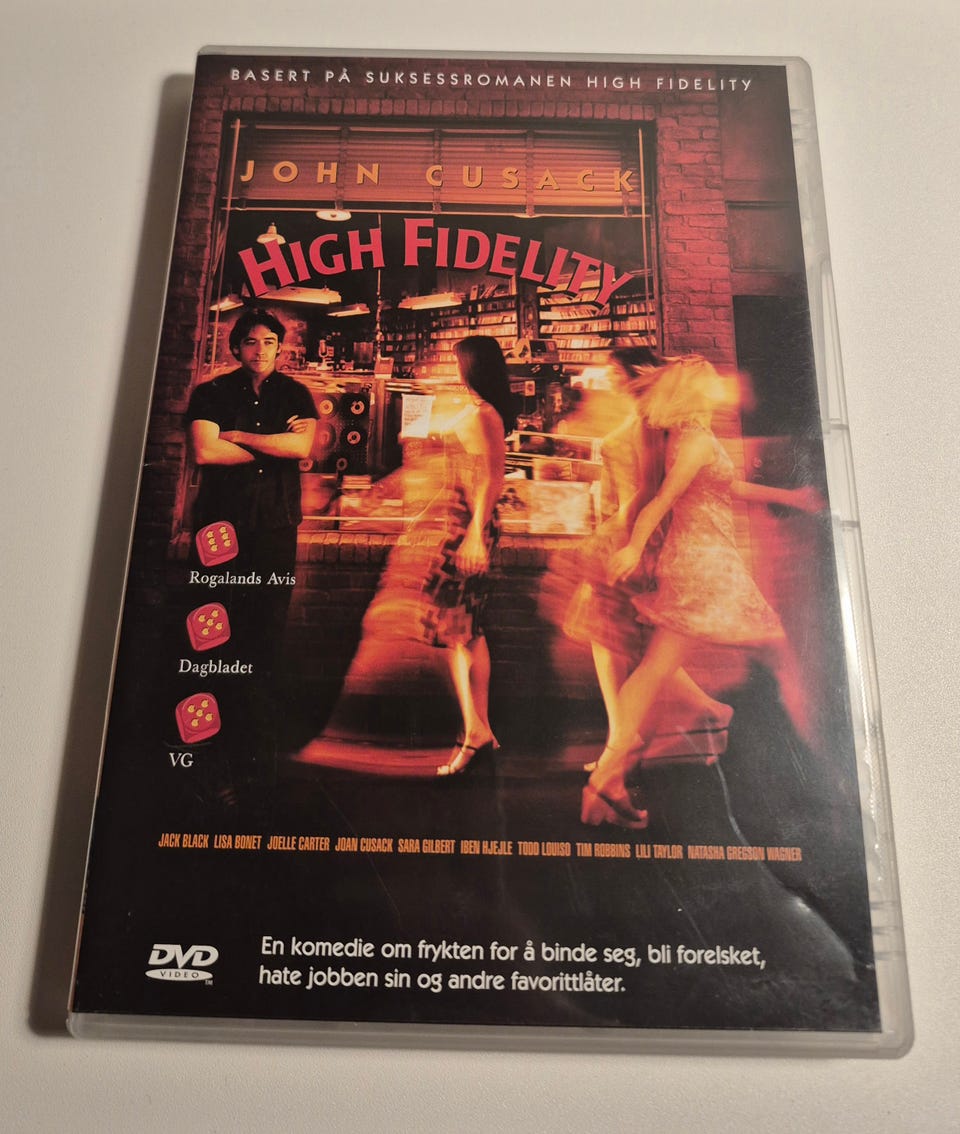 BASERT PÅ SUKSESSROMANEN HIGH FIDELITY
JOHN CUSACK
HIGH FIDELITY
Rogalands Avis
Dagbladet
VG
JACK BLACK LISA BONET JOELLE CARTER JOAN CUSACK SARA GILBERT IBEN HJEJLE TODD LOUISO TIM ROBBINS LILI TAYLOR NATASHA GREGSON WAGNER
DVD
VIDEO
TM
En komedie om frykten for å binde seg, bli forelsket,
hate jobben sin og andre favorittlåter.